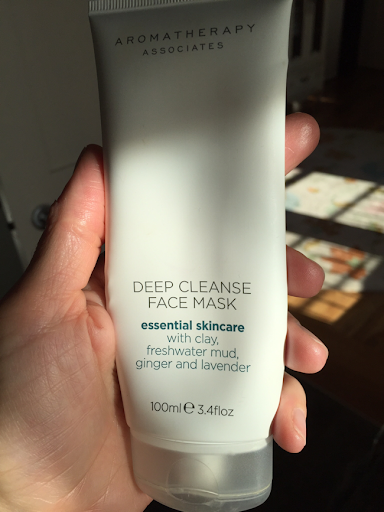 AROMATHERAPY
ASSOCIATES
DEEP CLEANSE
FACE MASK
essential skincare
with clay,
freshwater mud,
ginger and lavender
100ml ℮ 3.4floz